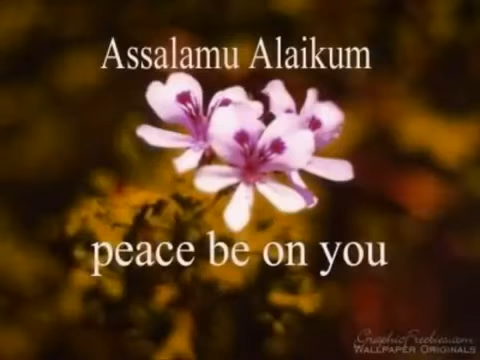 Assalamu Alaikum
peace be on you
GraphicFreebies.com
WALLPAPER ORIGINALS